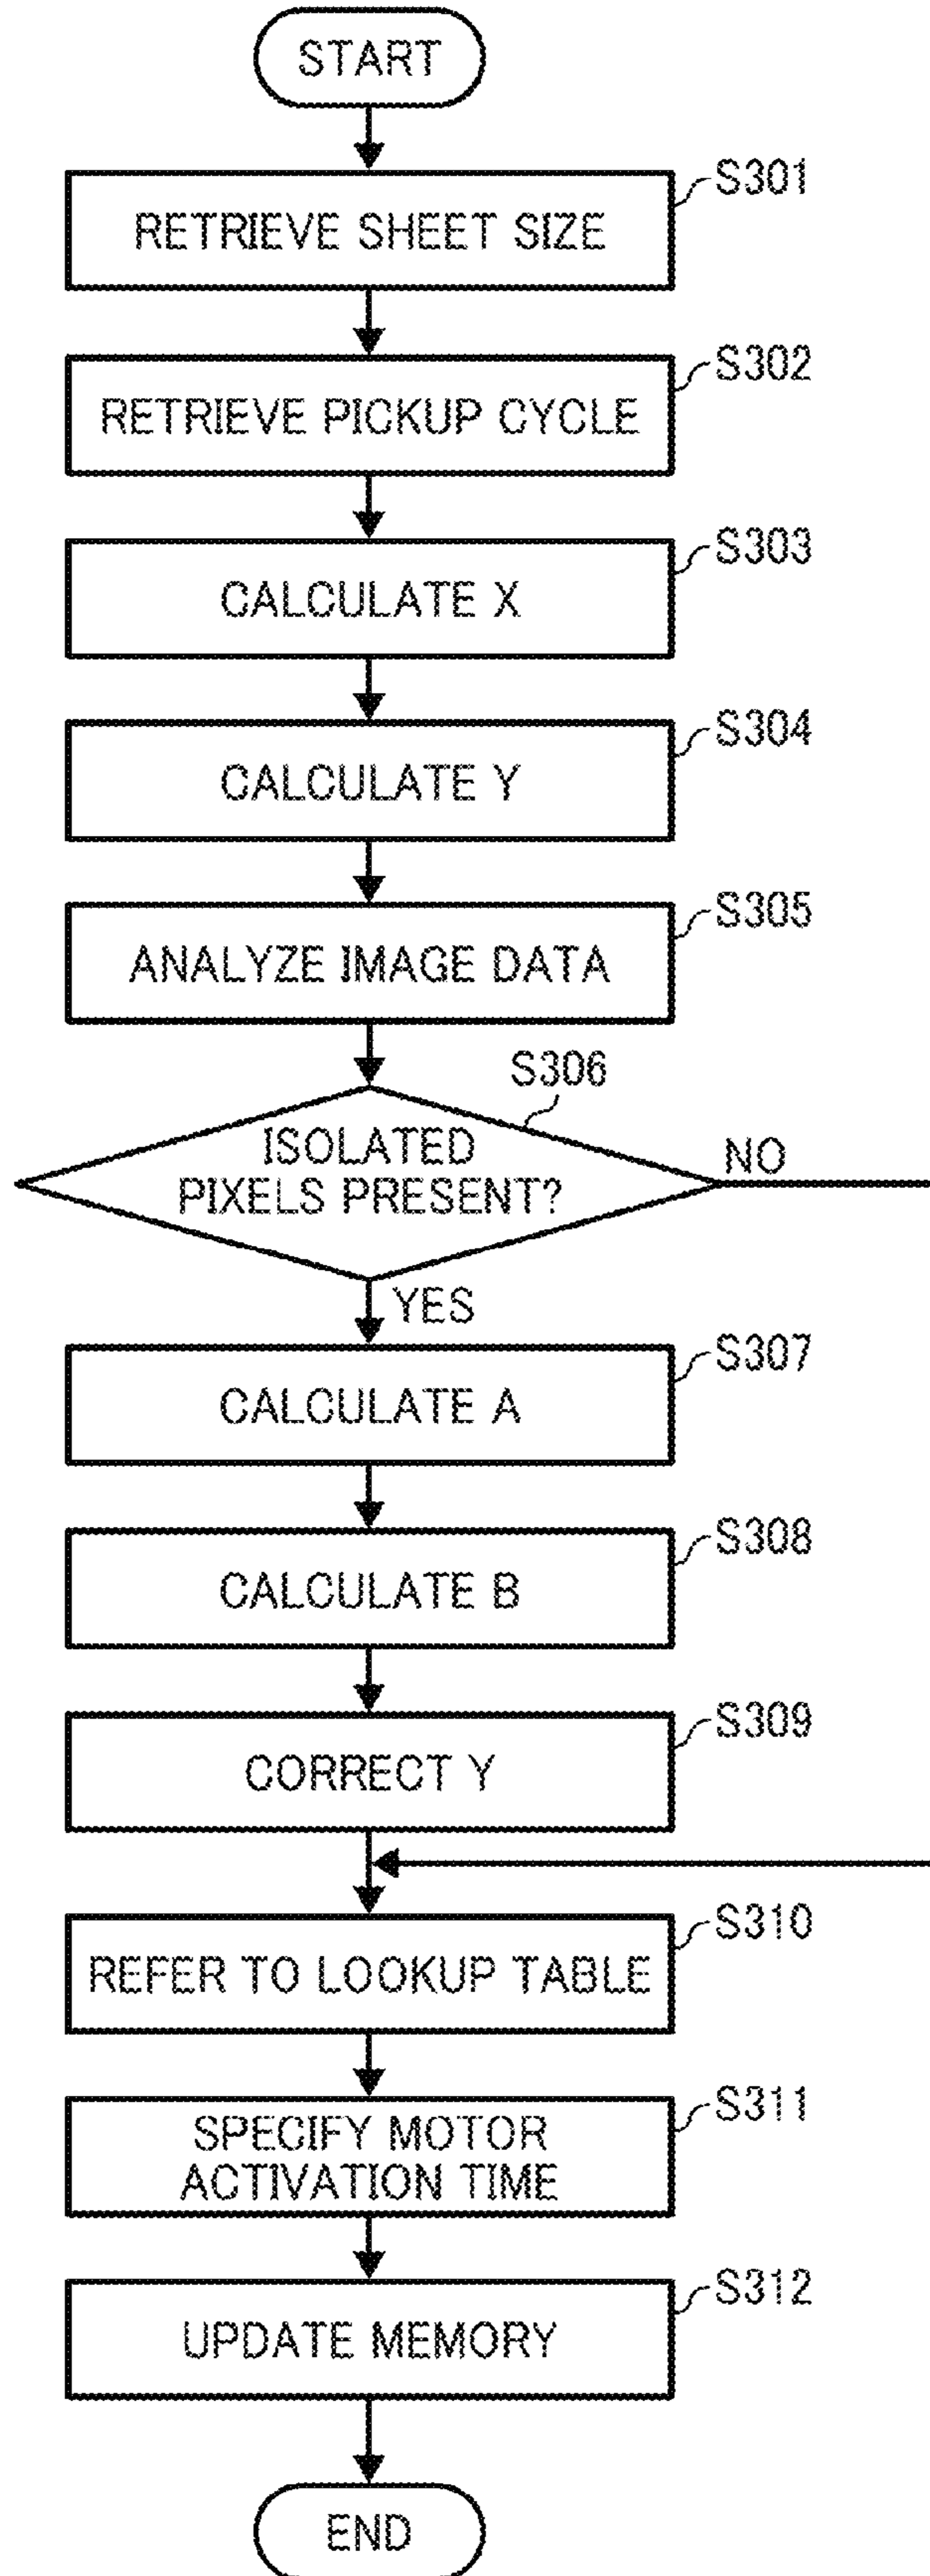 START
S301
RETRIEVE SHEET SIZE
S302
RETRIEVE PICKUP CYCLE
S303
CALCULATE X
S304
CALCULATE Y
S305
ANALYZE IMAGE DATA
S306
ISOLATED
PIXELS PRESENT?
NO
YES
S307
CALCULATE A
S308
CALCULATE B
S309
CORRECT Y
S310
REFER TO LOOKUP TABLE
S311
SPECIFY MOTOR
ACTIVATION TIME
S312
UPDATE MEMORY
END